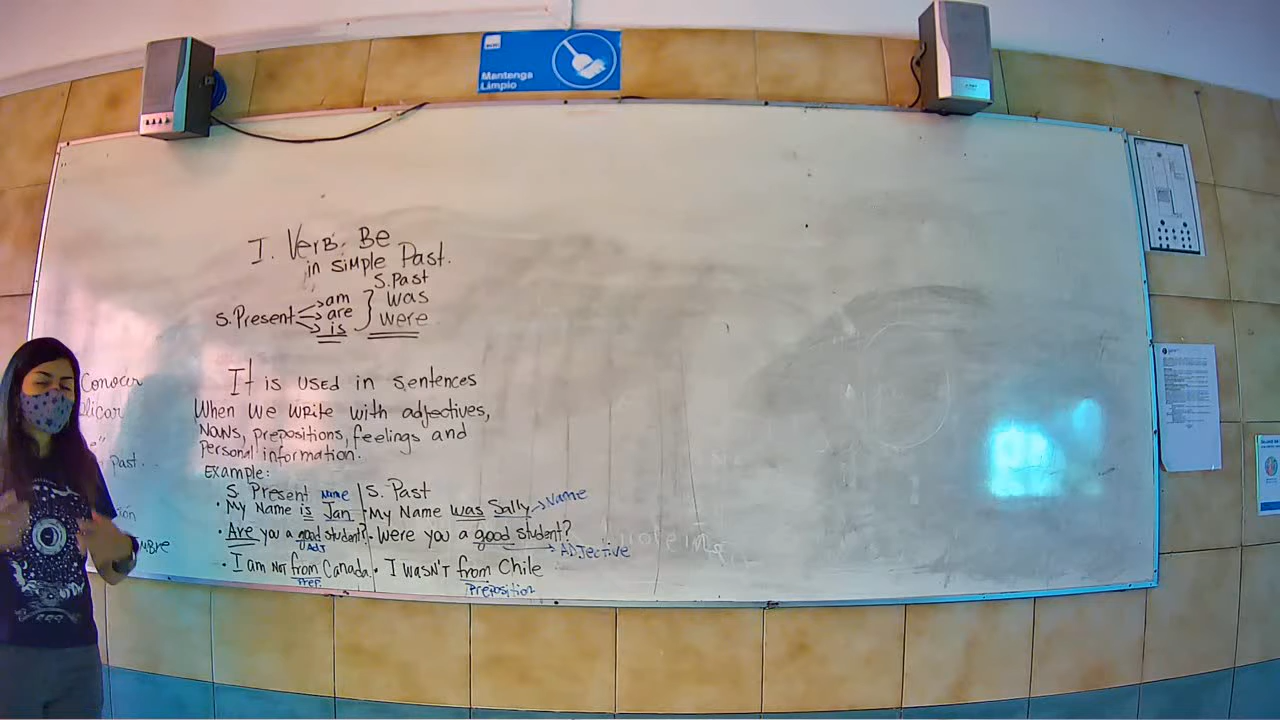 Mantenga
Limpio
I. Verb. Be
in simple Past.
S. Past
S. Present am was
are were
is
Conocer
It is used in sentences
When we write with adjectives,
Nouns, prepositions, feelings and
personal information.
Past.
Example:
S. Present Name S. Past
• My Name is Jan • My Name was Sally → Name
• Are you a good student? • Were you a good student?
ADJ → ADJective
• I am not from Canada • I wasn't from Chile
Prep. Preposition